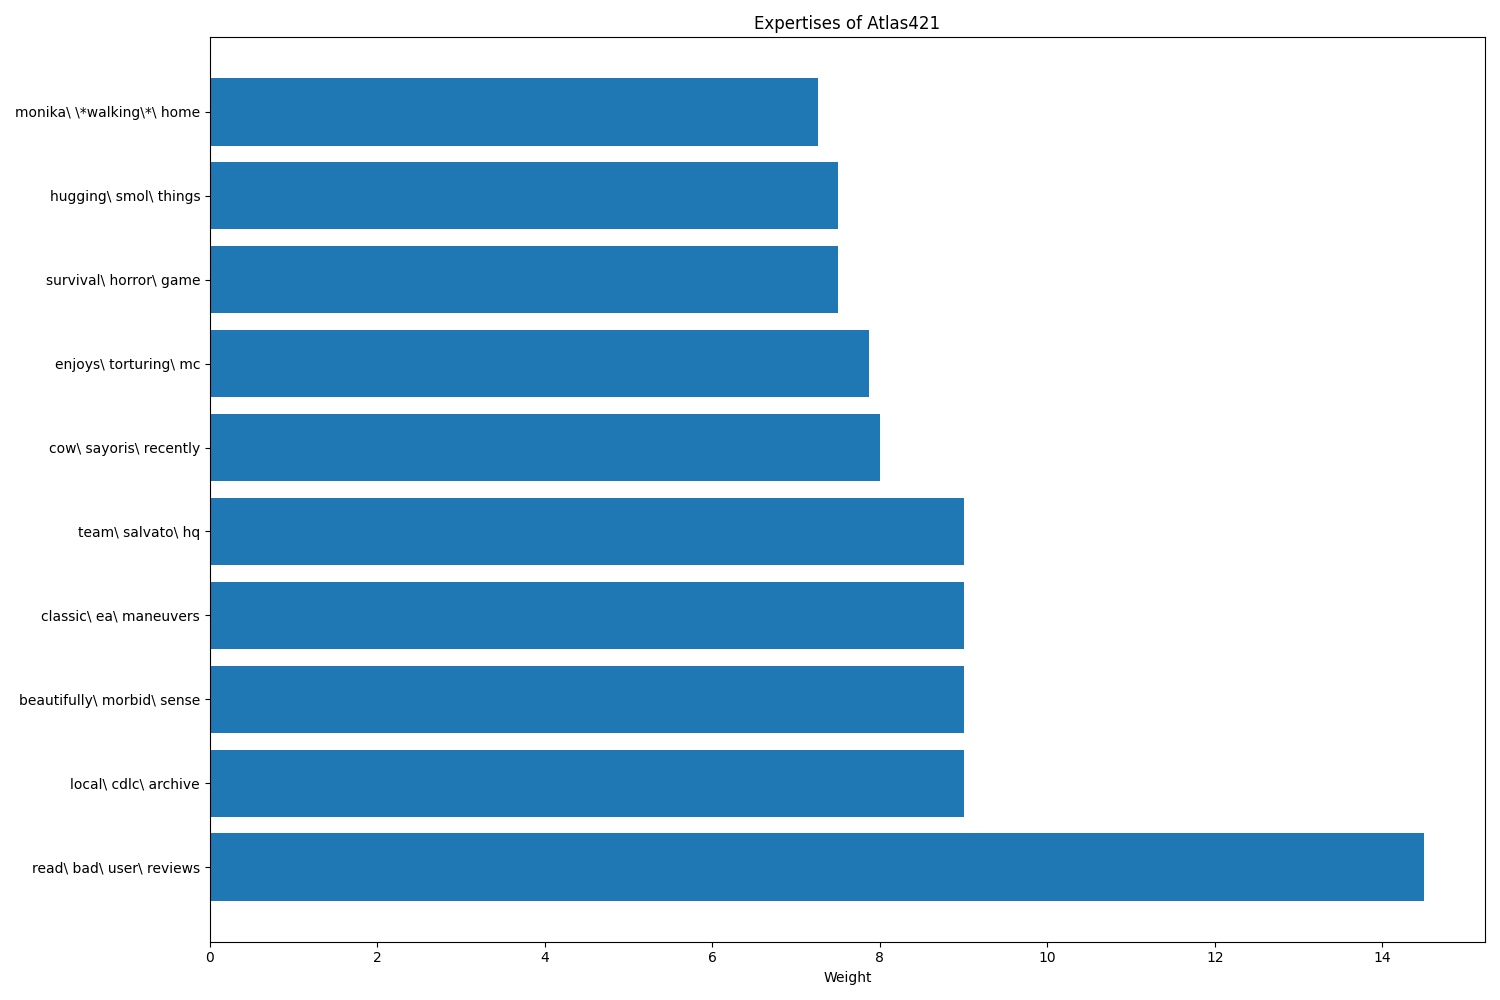 Expertises of Atlas421
monika\ \*walking\*\ home
hugging\ smol\ things
survival\ horror\ game
enjoys\ torturing\ mc
cow\ sayoris\ recently
team\ salvato\ hq
classic\ ea\ maneuvers
beautifully\ morbid\ sense
local\ cdlc\ archive
read\ bad\ user\ reviews
0 2 4 6 8 10 12 14
Weight